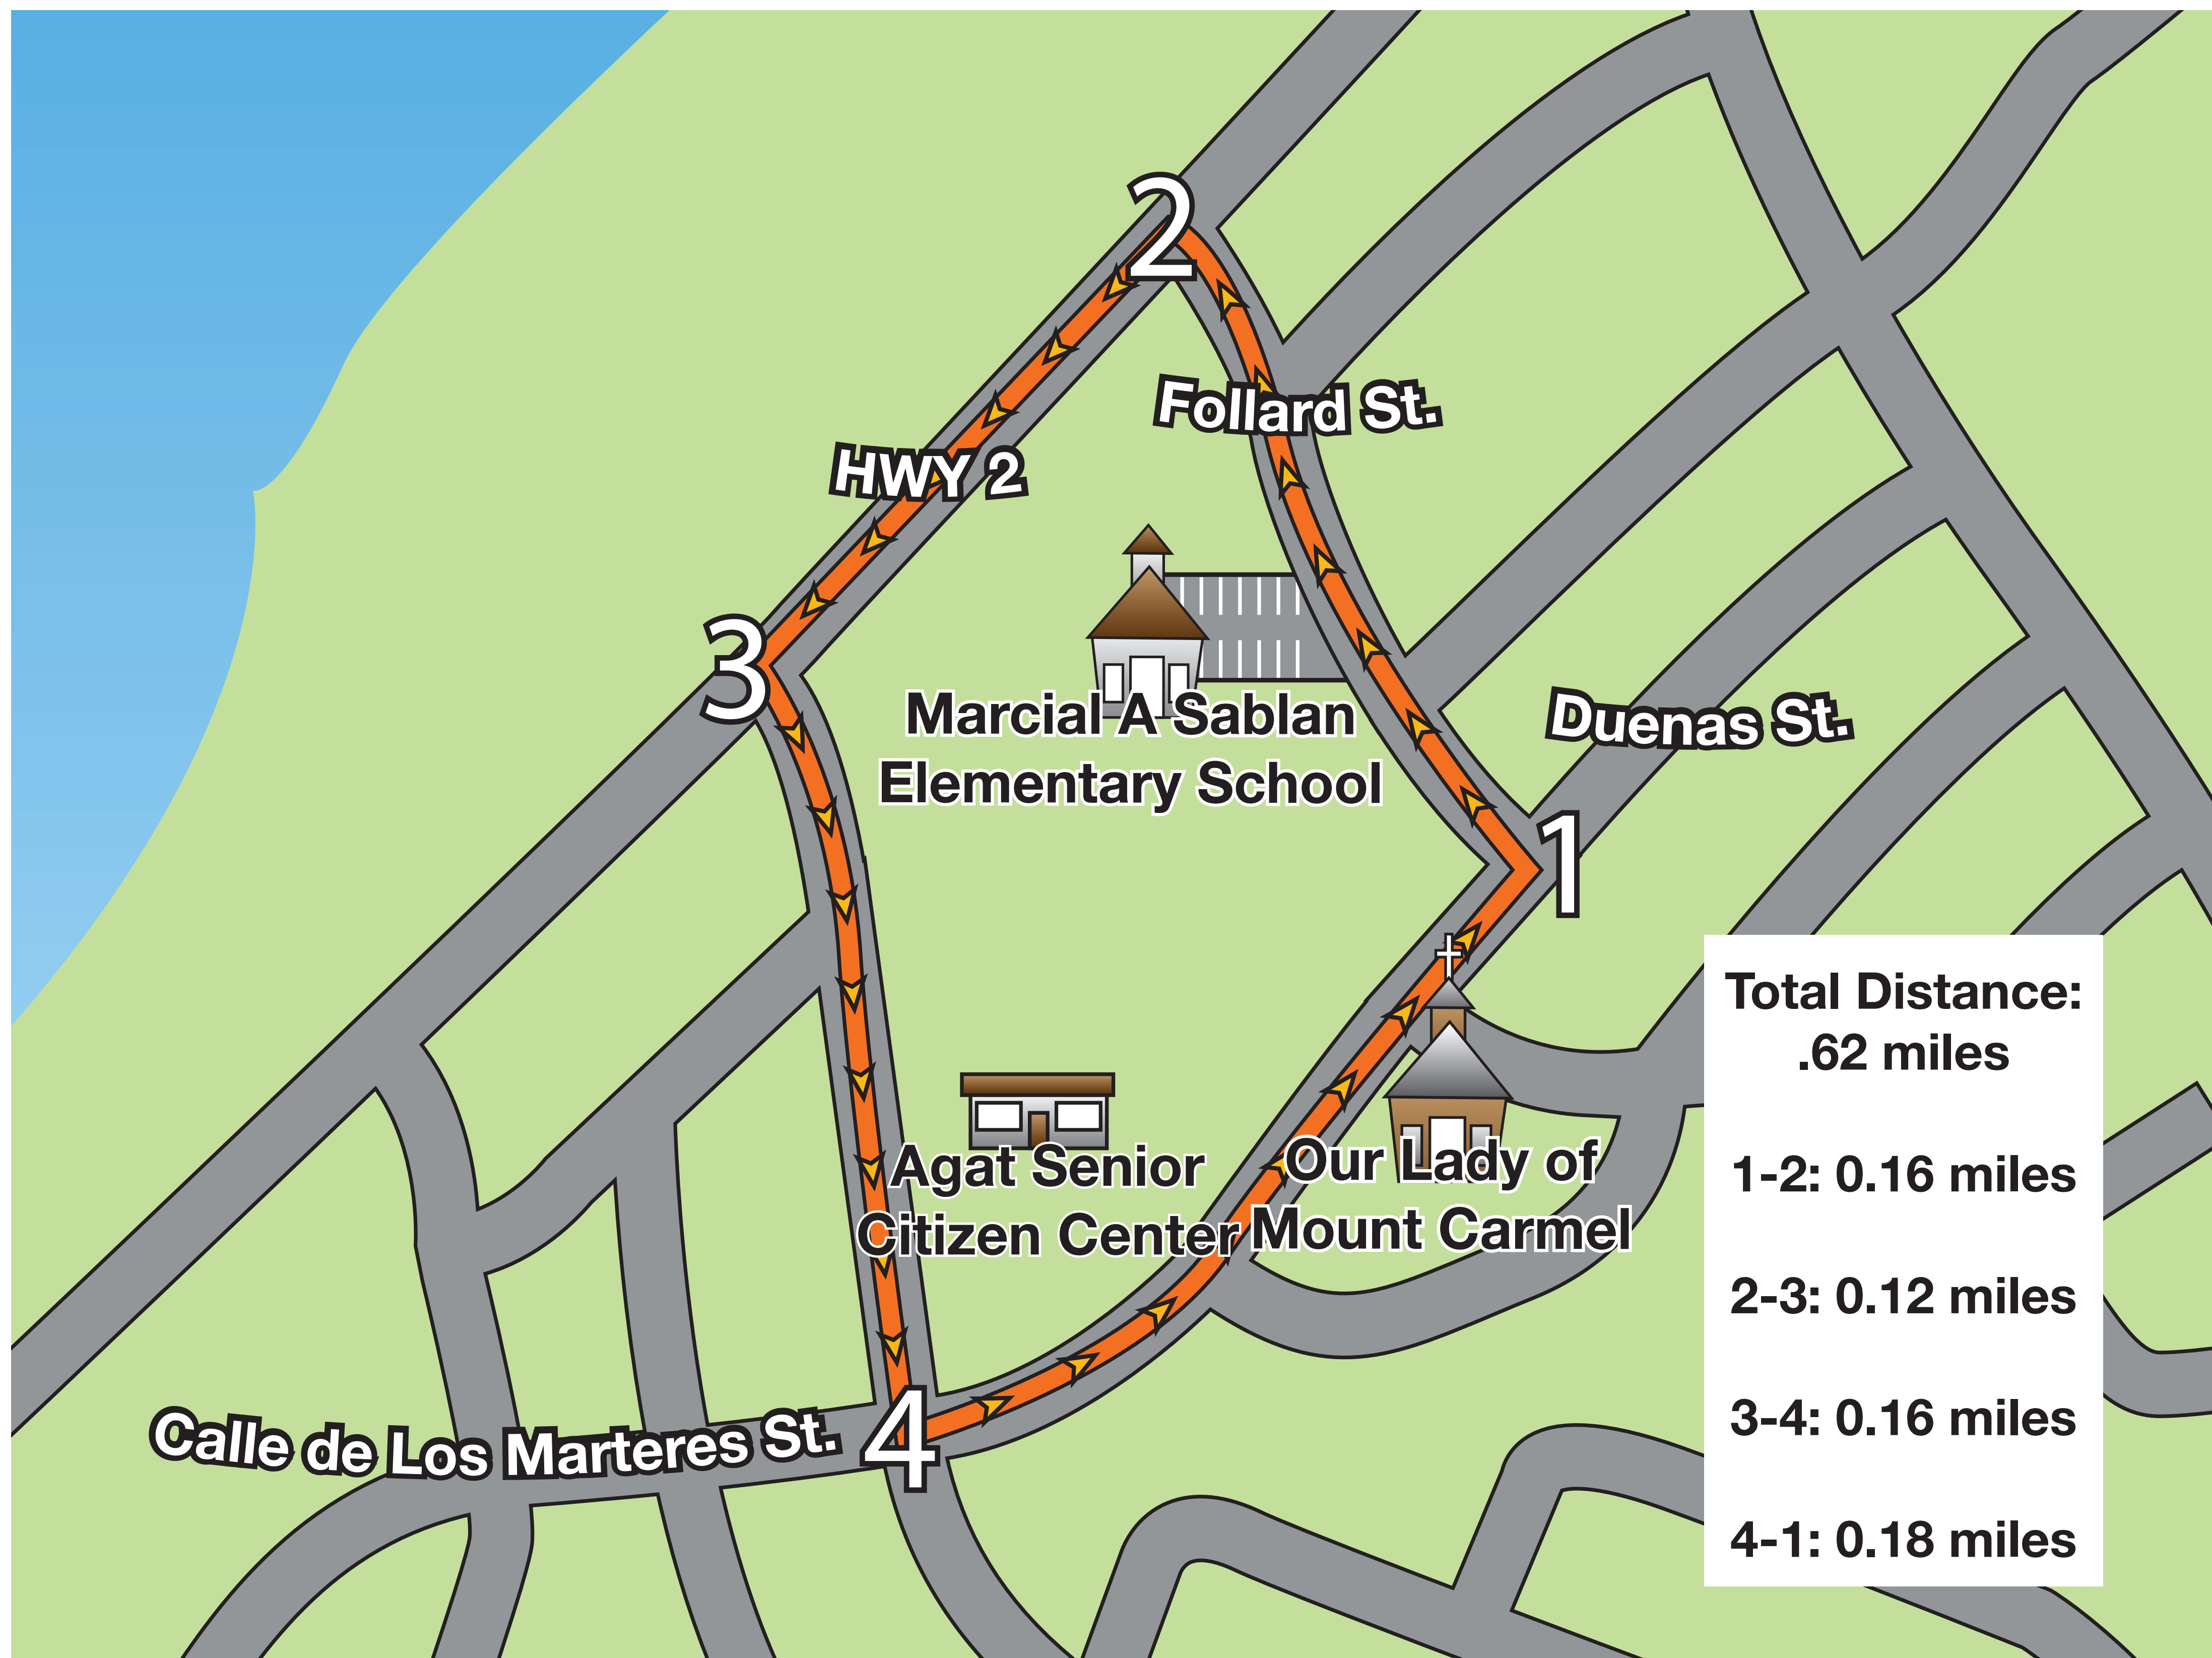 2
Follard St.
HWY 2
3
Marcial A Sablan
Elementary School
Duenas St.
1
Agat Senior
Citizen Center
Our Lady of
Mount Carmel
Calle de Los Marteres St.
4
Total Distance:
.62 miles
1-2: 0.16 miles
2-3: 0.12 miles
3-4: 0.16 miles
4-1: 0.18 miles